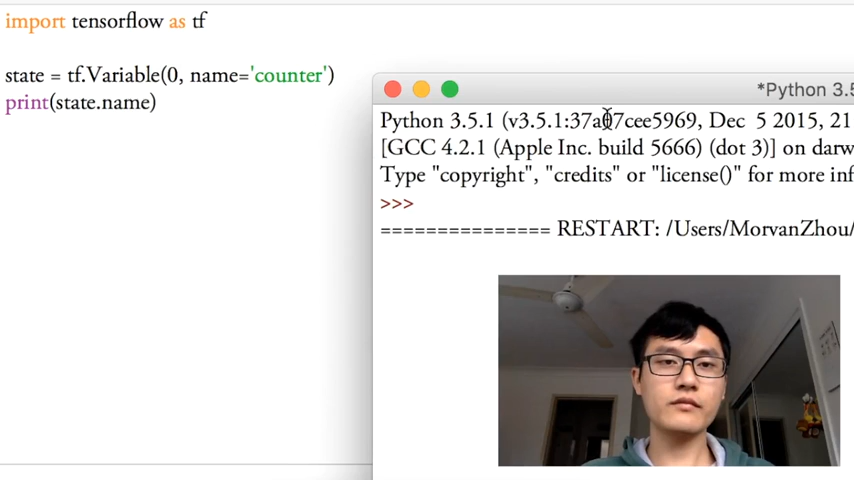 import tensorflow as tf
state = tf.Variable(0, name='counter')
print(state.name)
*Python 3.5
Python 3.5.1 (v3.5.1:37a07cee5969, Dec  5 2015, 21
[GCC 4.2.1 (Apple Inc. build 5666) (dot 3)] on darw
Type "copyright", "credits" or "license()" for more inf
>>>
=============== RESTART: /Users/MorvanZhou/